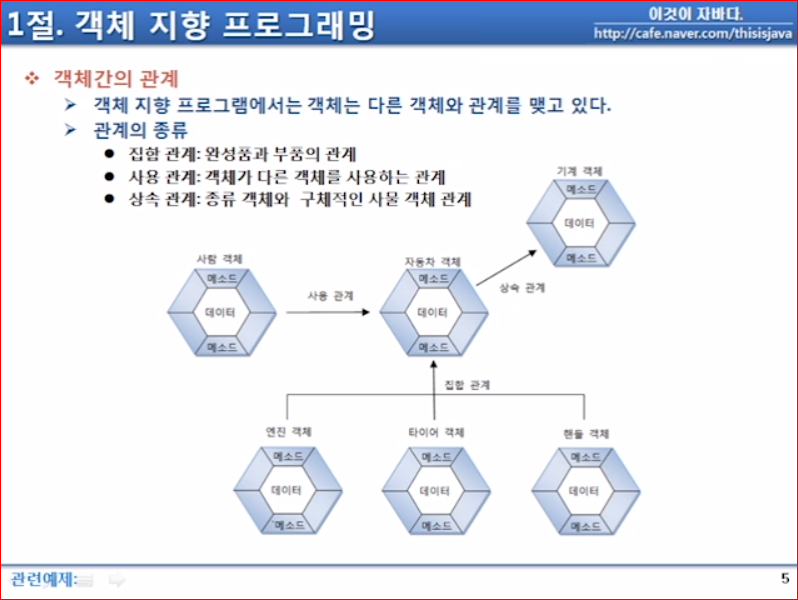 1절. 객체 지향 프로그래밍
이것이 자바다.
http://cafe.naver.com/thisisjava
객체간의 관계
객체 지향 프로그램에서는 객체는 다른 객체와 관계를 맺고 있다.
관계의 종류
집합 관계: 완성품과 부품의 관계
사용 관계: 객체가 다른 객체를 사용하는 관계
상속 관계: 종류 객체와 구체적인 사물 객체 관계
기계 객체
메소드
데이터
메소드
사람 객체
메소드
데이터
메소드
사용 관계
자동차 객체
메소드
데이터
메소드
상속 관계
집합 관계
엔진 객체
메소드
데이터
메소드
타이어 객체
메소드
데이터
메소드
핸들 객체
메소드
데이터
메소드
관련예제:
5